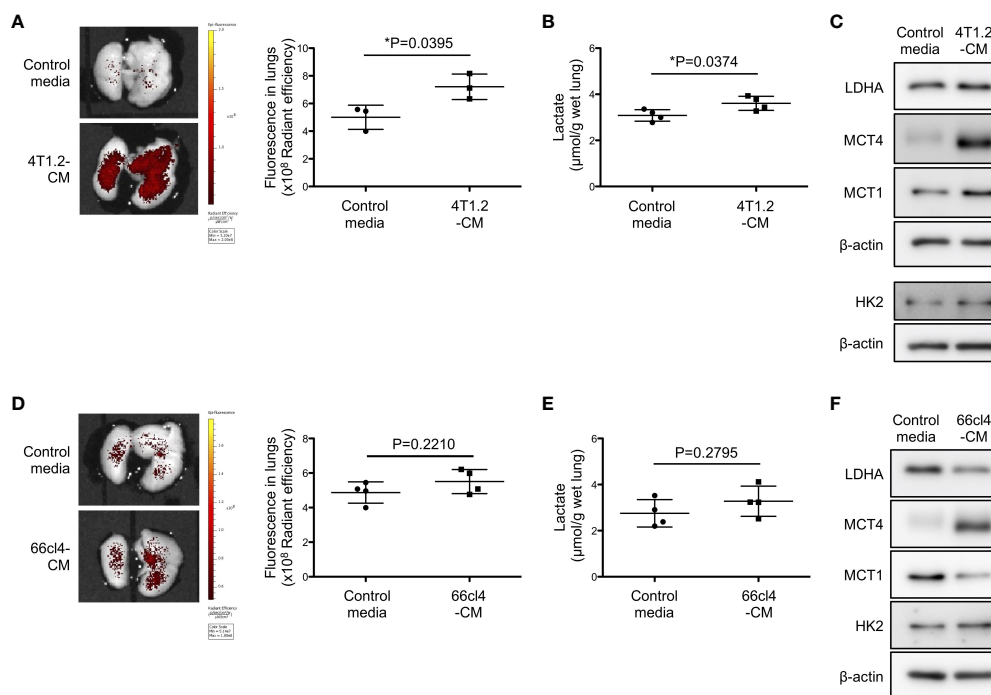 A
Control
media
4T1.2-
CM
Fluorescence in lungs
(x10⁸ Radiant efficiency)
10
8
6
4
2
0
*P=0.0395
Control
media
4T1.2
-CM
B
Lactate
(μmol/g wet lung)
6
4
2
0
*P=0.0374
Control
media
4T1.2
-CM
C
Control
media
4T1.2
-CM
LDHA
MCT4
MCT1
β-actin
HK2
β-actin
D
Control
media
66cl4-
CM
Fluorescence in lungs
(x10⁸ Radiant efficiency)
8
6
4
2
0
P=0.2210
Control
media
66cl4
-CM
E
Lactate
(μmol/g wet lung)
6
4
2
0
P=0.2795
Control
media
66cl4
-CM
F
Control
media
66cl4
-CM
LDHA
MCT4
MCT1
HK2
β-actin